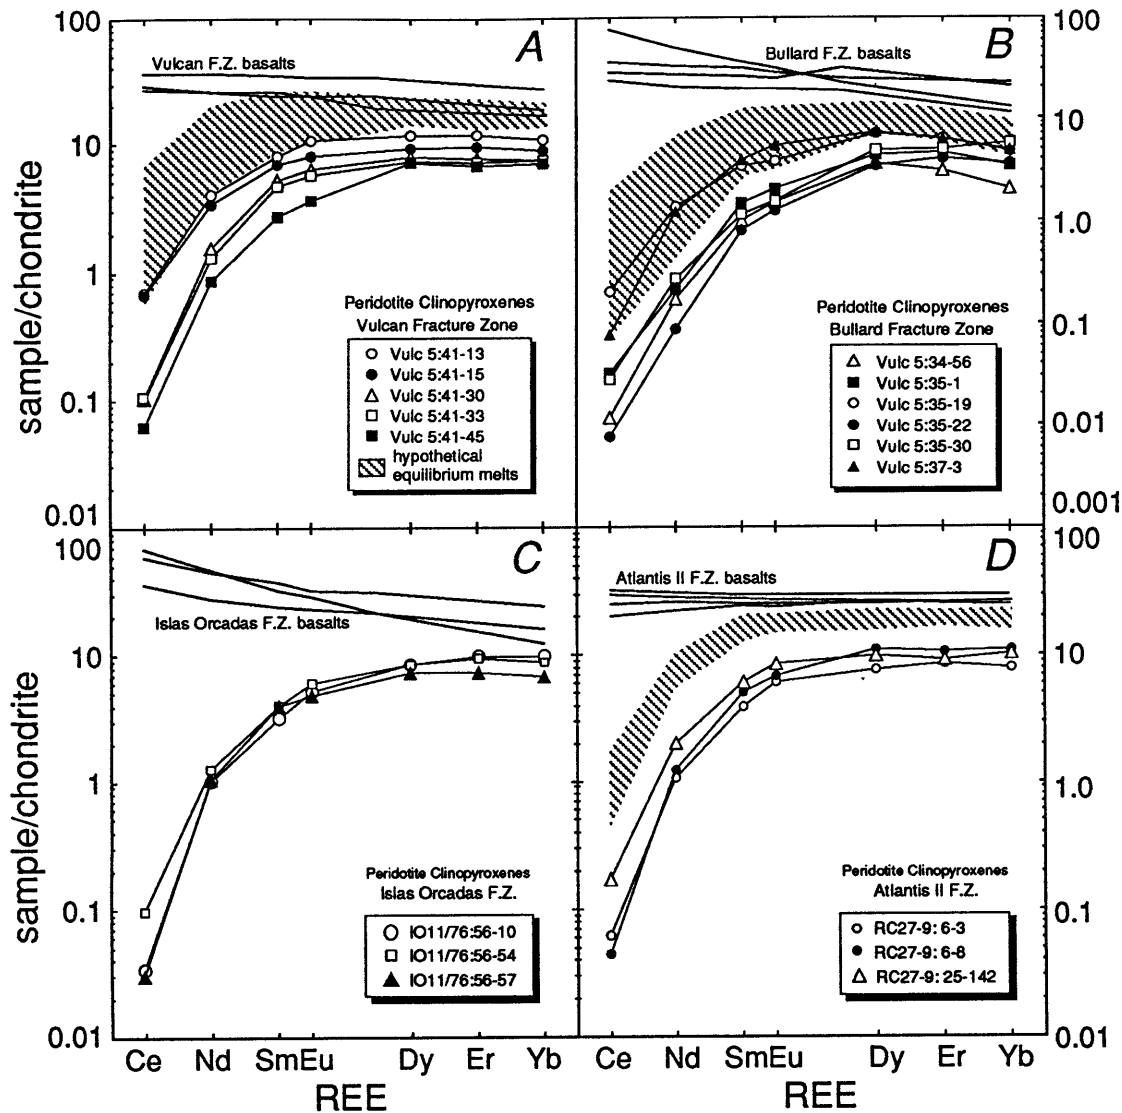 100
10
1
0.1
0.01
sample/chondrite
A
Vulcan F.Z. basalts
Peridotite Clinopyroxenes
Vulcan Fracture Zone
Vulc 5:41-13
Vulc 5:41-15
Vulc 5:41-30
Vulc 5:41-33
Vulc 5:41-45
hypothetical
equilibrium melts
B
Bullard F.Z. basalts
Peridotite Clinopyroxenes
Bullard Fracture Zone
Vulc 5:34-56
Vulc 5:35-1
Vulc 5:35-19
Vulc 5:35-22
Vulc 5:35-30
Vulc 5:37-3
100
10
1.0
0.1
0.01
0.001
100
10
1
0.1
0.01
sample/chondrite
C
Islas Orcadas F.Z. basalts
Peridotite Clinopyroxenes
Islas Orcadas F.Z.
IO11/76:56-10
IO11/76:56-54
IO11/76:56-57
Ce Nd SmEu Dy Er Yb
REE
D
Atlantis II F.Z. basalts
Peridotite Clinopyroxenes
Atlantis II F.Z.
RC27-9: 6-3
RC27-9: 6-8
RC27-9: 25-142
100
10
1.0
0.1
0.01
Ce Nd SmEu Dy Er Yb
REE